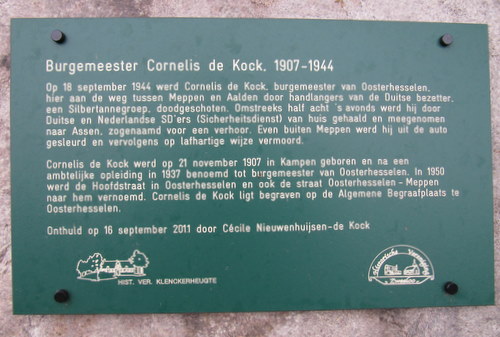 Burgemeester Cornelis de Kock, 1907-1944
Op 18 september 1944 werd Cornelis de Kock, burgemeester van Oosterhesselen,
hier aan de weg tussen Meppen en Aalden door handlangers van de Duitse bezetter,
een Silbertannegroep, doodgeschoten. Omstreeks half acht 's avonds werd hij door
Duitse en Nederlandse SD'ers (Sicherheitsdienst) van huis gehaald en meegenomen
naar Assen, zogenaamd voor een verhoor. Even buiten Meppen werd hij uit de auto
gesleurd en vervolgens op lafhartige wijze vermoord.
Cornelis de Kock werd op 21 november 1907 in Kampen geboren en na een
ambtelijke opleiding in 1937 benoemd tot burgemeester van Oosterhesselen. In 1950
werd de Hoofdstraat in Oosterhesselen en ook de straat Oosterhesselen - Meppen
naar hem vernoemd. Cornelis de Kock ligt begraven op de Algemene Begraafplaats te
Oosterhesselen.
Onthuld op 16 september 2011 door Cécile Nieuwenhuijsen-de Kock
HIST. VER. KLENCKERHEUGTE
Historische Vereniging